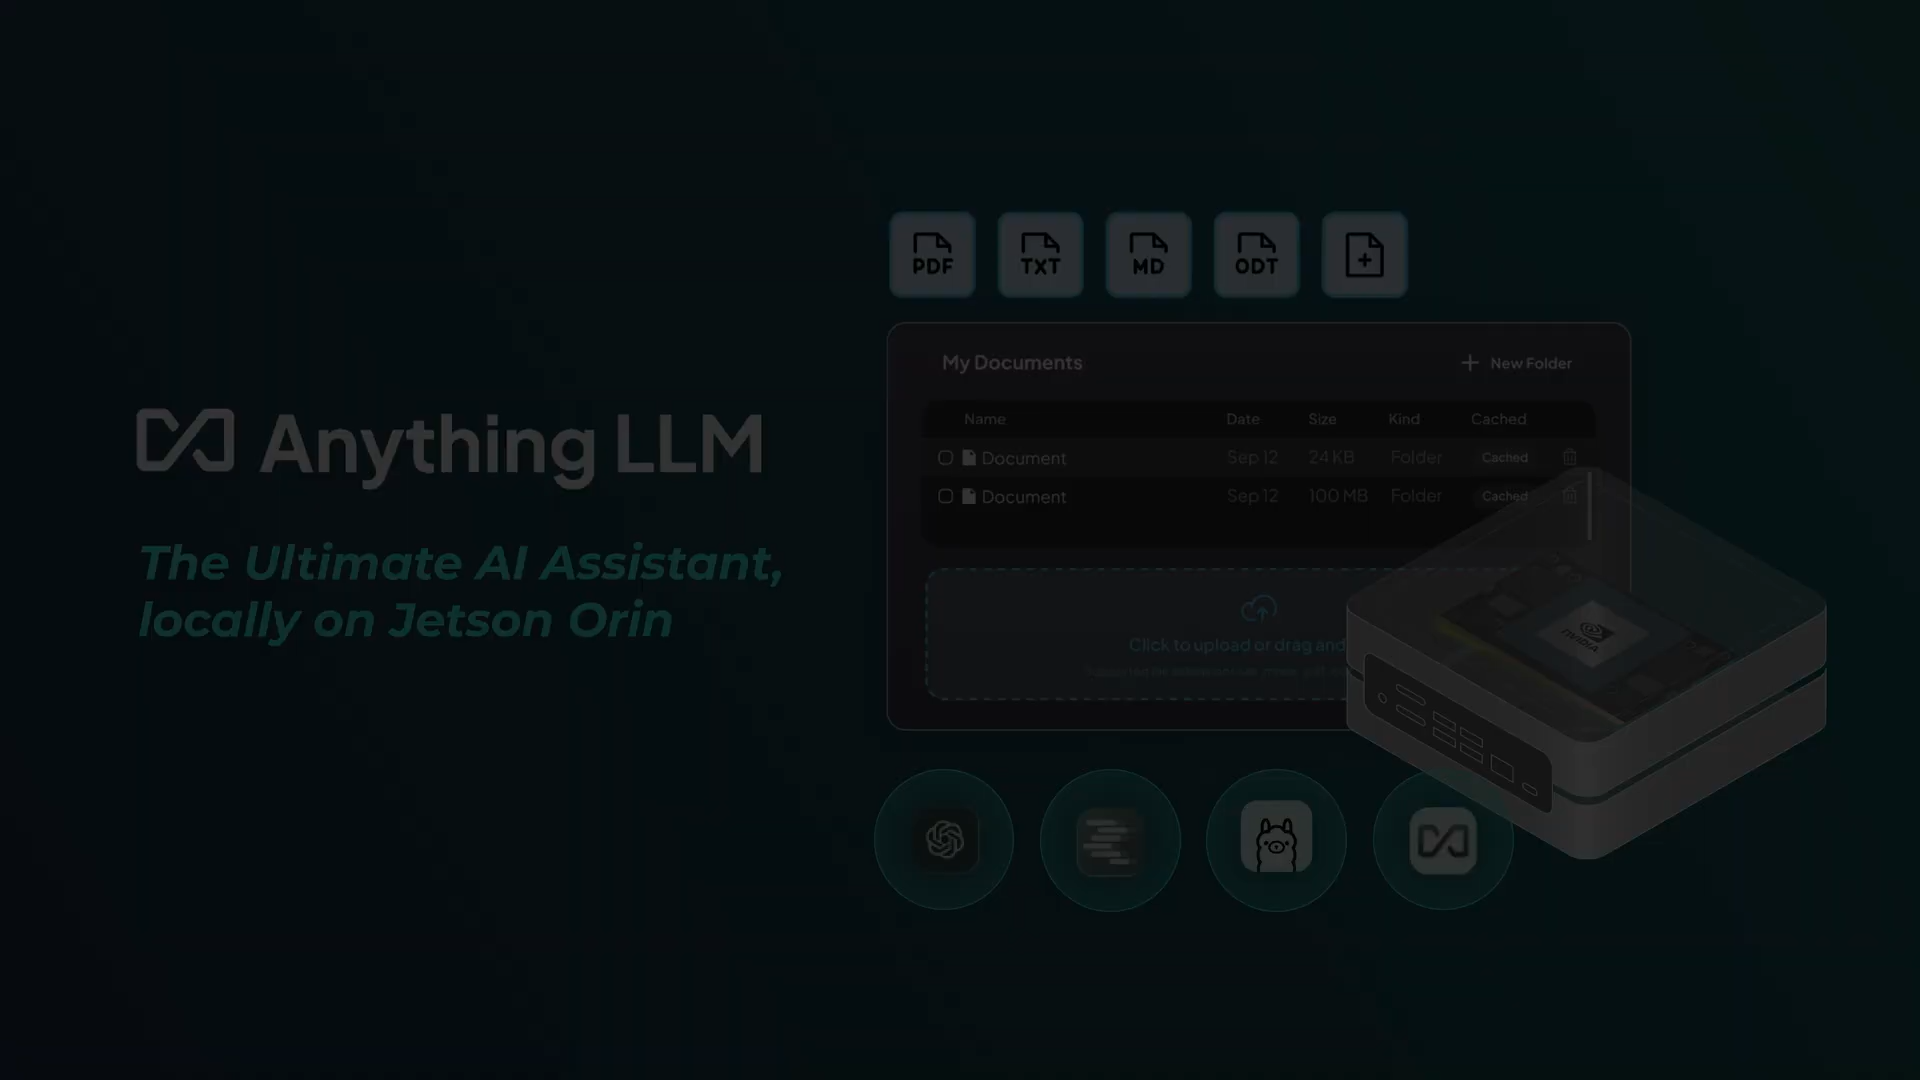 PDF
TXT
MD
ODT
My Documents
New Folder
Name Date Size Kind Cached
Document Sep 12 24 KB Folder Cached
Document Sep 12 100 MB Folder Cached
Click to upload or drag and
Anything LLM
The Ultimate AI Assistant,
locally on Jetson Orin
NVIDIA